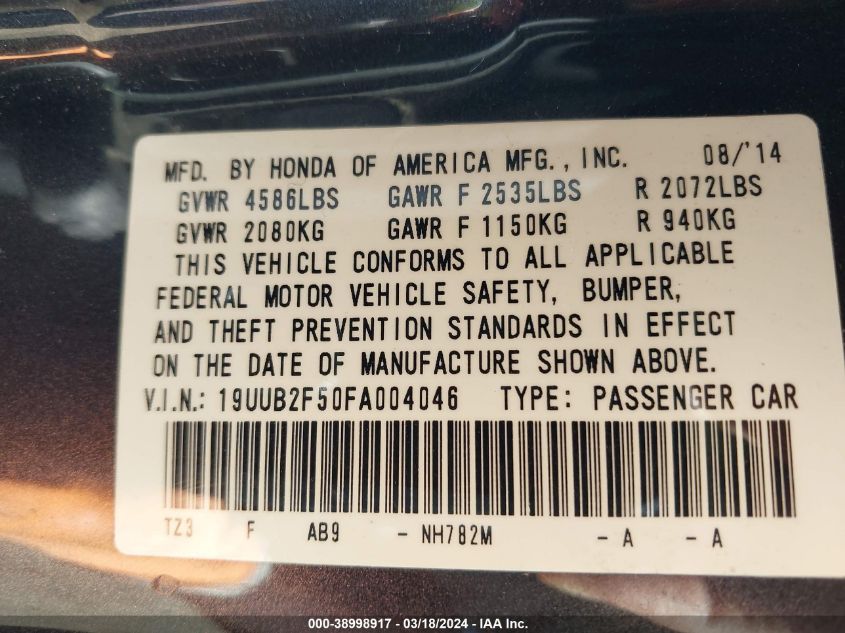 MFD. BY HONDA OF AMERICA MFG., INC. 08/'14
GVWR 4586LBS GAWR F 2535LBS R 2072LBS
GVWR 2080KG GAWR F 1150KG R 940KG
THIS VEHICLE CONFORMS TO ALL APPLICABLE
FEDERAL MOTOR VEHICLE SAFETY, BUMPER,
AND THEFT PREVENTION STANDARDS IN EFFECT
ON THE DATE OF MANUFACTURE SHOWN ABOVE.
V.I.N.: 19UUB2F50FA004046 TYPE: PASSENGER CAR
TZ3 F AB9 - NH782M - A - A
000-38998917 - 03/18/2024 - IAA Inc.